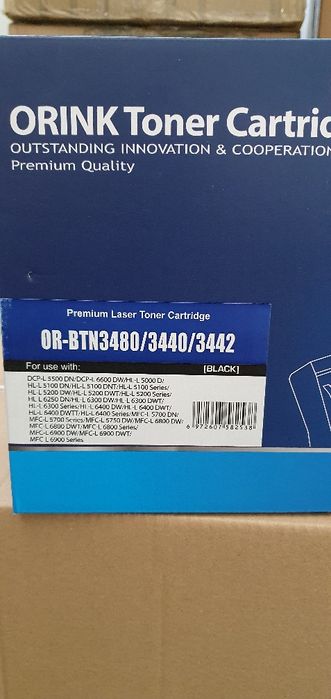 ORINK Toner Cartric
OUTSTANDING INNOVATION & COOPERATION
Premium Quality
Premium Laser Toner Cartridge
OR-BTN3480/3440/3442
For use with: [BLACK]
DCP-L 5500 DN/DCP-L 6600 DW/HL-L 5000 D/
HL-L 5100 DN/HL-L 5100 DNT/HL-L 5100 Series/
HL-L 5200 DW/HL-L 5200 DWT/HL-L 5200 Series/
HL-L 6250 DN/HL-L 6300 DW/HL-L 6300 DWT/
HL-L 6300 Series/HL-L 6400 DW/HL-L 6400 DWT/
HL-L 6400 DWTT/HL-L 6400 Series/MFC-L 5700 DN/
MFC-L 5700 Series/MFC-L 5750 DW/MFC-L 6800 DW/
MFC-L 6800 DWT/MFC-L 6800 Series/
MFC-L 6900 DW/MFC-L 6900 DWT/
MFC-L 6900 Series
6 972607 582538